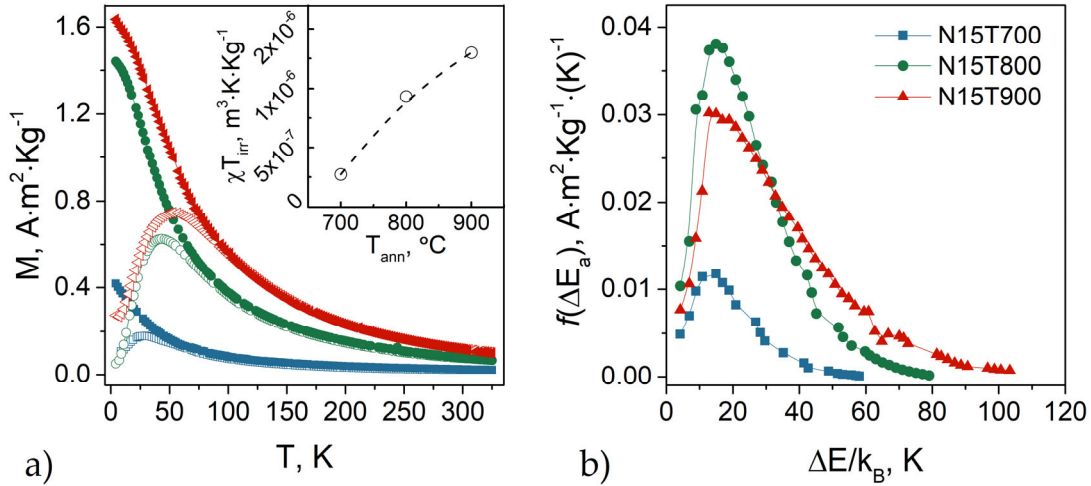 M, A·m²·Kg⁻¹
1.6
1.2
0.8
0.4
0.0
0 50 100 150 200 250 300
T, K
a)
χT_irr, m³·K·Kg⁻¹
2x10⁻⁶
1x10⁻⁶
5x10⁻⁷
0
700 800 900
T_ann, °C
f(ΔE_a), A·m²·Kg⁻¹·(K)⁻¹
0.04
0.03
0.02
0.01
0.00
0 20 40 60 80 100 120
ΔE/k_B, K
b)
N15T700
N15T800
N15T900